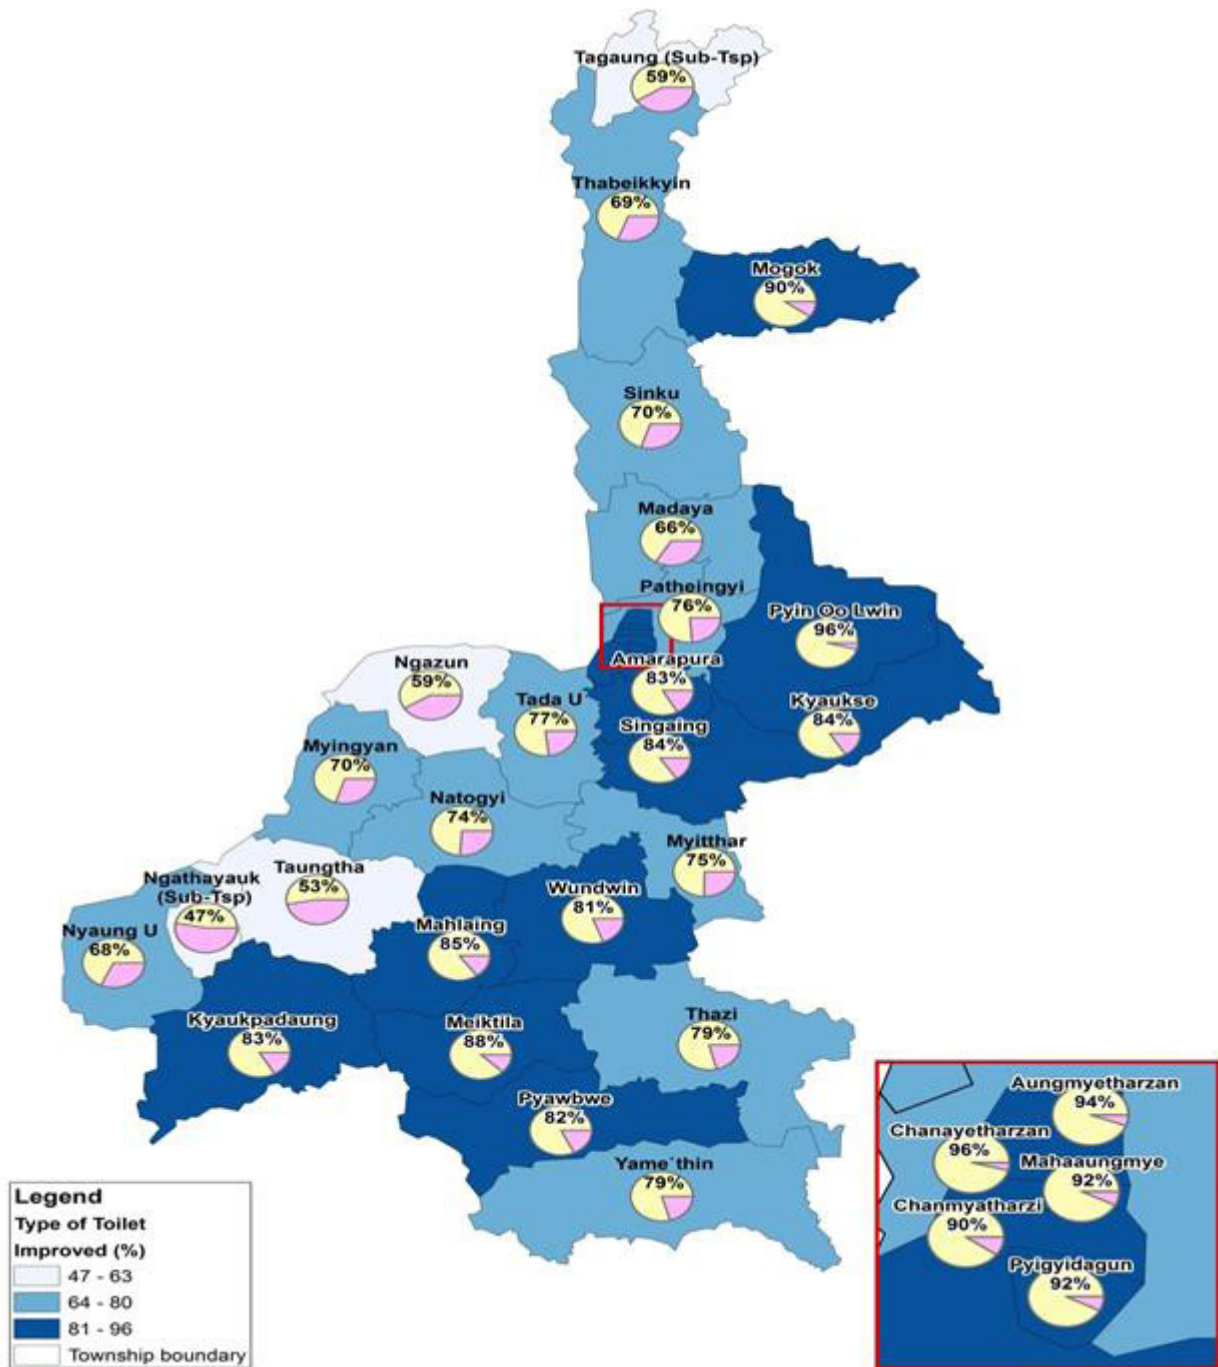 Tagaung (Sub-Tsp)
59%
Thabeikkyin
69%
Mogok
90%
Sinku
70%
Madaya
66%
Patheingyi
76%
Pyin Oo Lwin
96%
Amarapura
83%
Kyaukse
84%
Singaing
84%
Ngazun
59%
Tada U`
77%
Myingyan
70%
Natogyi
74%
Myitthar
75%
Taungtha
53%
Ngathayauk
(Sub-Tsp)
47%
Nyaung U
68%
Wundwin
81%
Mahlaing
85%
Kyaukpadaung
83%
Meiktila
88%
Thazi
79%
Pyawbwe
82%
Yame`thin
79%
Aungmyetharzan
94%
Chanayetharzan
96%
Mahaaungmye
92%
Chanmyatharzi
90%
Pyigyidagun
92%
Legend
Type of Toilet
Improved (%)
47 - 63
64 - 80
81 - 96
Township boundary